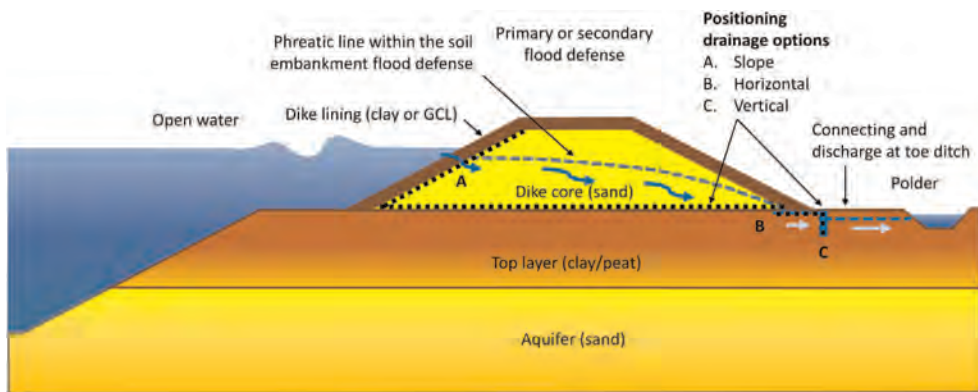 Positioning
drainage options
A. Slope
B. Horizontal
C. Vertical
Primary or secondary
flood defense
Phreatic line within the soil
embankment flood defense
Dike lining (clay or GCL)
Open water
Connecting and
discharge at toe ditch
Polder
A
Dike core (sand)
B
C
Top layer (clay/peat)
Aquifer (sand)